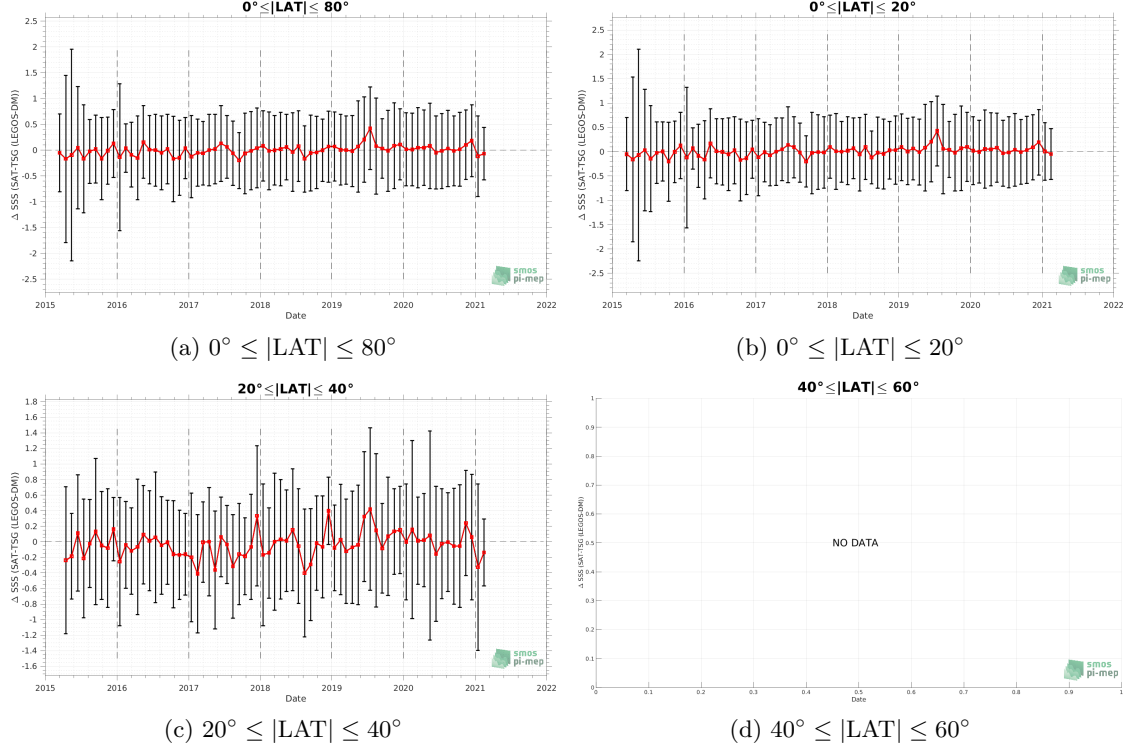 0°≤|LAT|≤ 80°
Δ SSS (SAT-TSG (LEGOS-DM))
2.5
2
1.5
1
0.5
0
-0.5
-1
-1.5
-2
-2.5
2015 2016 2017 2018 2019 2020 2021 2022
Date
smos
pi-mep
(a) 0° ≤ |LAT| ≤ 80°
0°≤|LAT|≤ 20°
Δ SSS (SAT-TSG (LEGOS-DM))
2.5
2
1.5
1
0.5
0
-0.5
-1
-1.5
-2
-2.5
2015 2016 2017 2018 2019 2020 2021 2022
Date
smos
pi-mep
(b) 0° ≤ |LAT| ≤ 20°
20°≤|LAT|≤ 40°
Δ SSS (SAT-TSG (LEGOS-DM))
1.8
1.6
1.4
1.2
1
0.8
0.6
0.4
0.2
0
-0.2
-0.4
-0.6
-0.8
-1
-1.2
-1.4
-1.6
2015 2016 2017 2018 2019 2020 2021 2022
Date
smos
pi-mep
(c) 20° ≤ |LAT| ≤ 40°
40°≤|LAT|≤ 60°
Δ SSS (SAT-TSG (LEGOS-DM))
1
0.9
0.8
0.7
0.6
0.5
0.4
0.3
0.2
0.1
0
NO DATA
0 0.1 0.2 0.3 0.4 0.5 0.6 0.7 0.8 0.9 1
Date
smos
pi-mep
(d) 40° ≤ |LAT| ≤ 60°